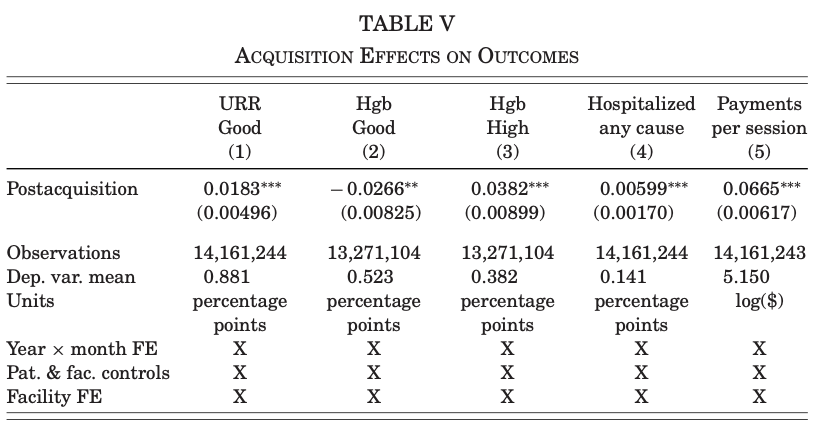 TABLE V
ACQUISITION EFFECTS ON OUTCOMES
URR Hgb Hgb Hospitalized Payments
Good Good High any cause per session
(1) (2) (3) (4) (5)
Postacquisition 0.0183*** −0.0266** 0.0382*** 0.00599*** 0.0665***
(0.00496) (0.00825) (0.00899) (0.00170) (0.00617)
Observations 14,161,244 13,271,104 13,271,104 14,161,244 14,161,243
Dep. var. mean 0.881 0.523 0.382 0.141 5.150
Units percentage percentage percentage percentage log($)
points points points points
Year × month FE X X X X X
Pat. & fac. controls X X X X X
Facility FE X X X X X